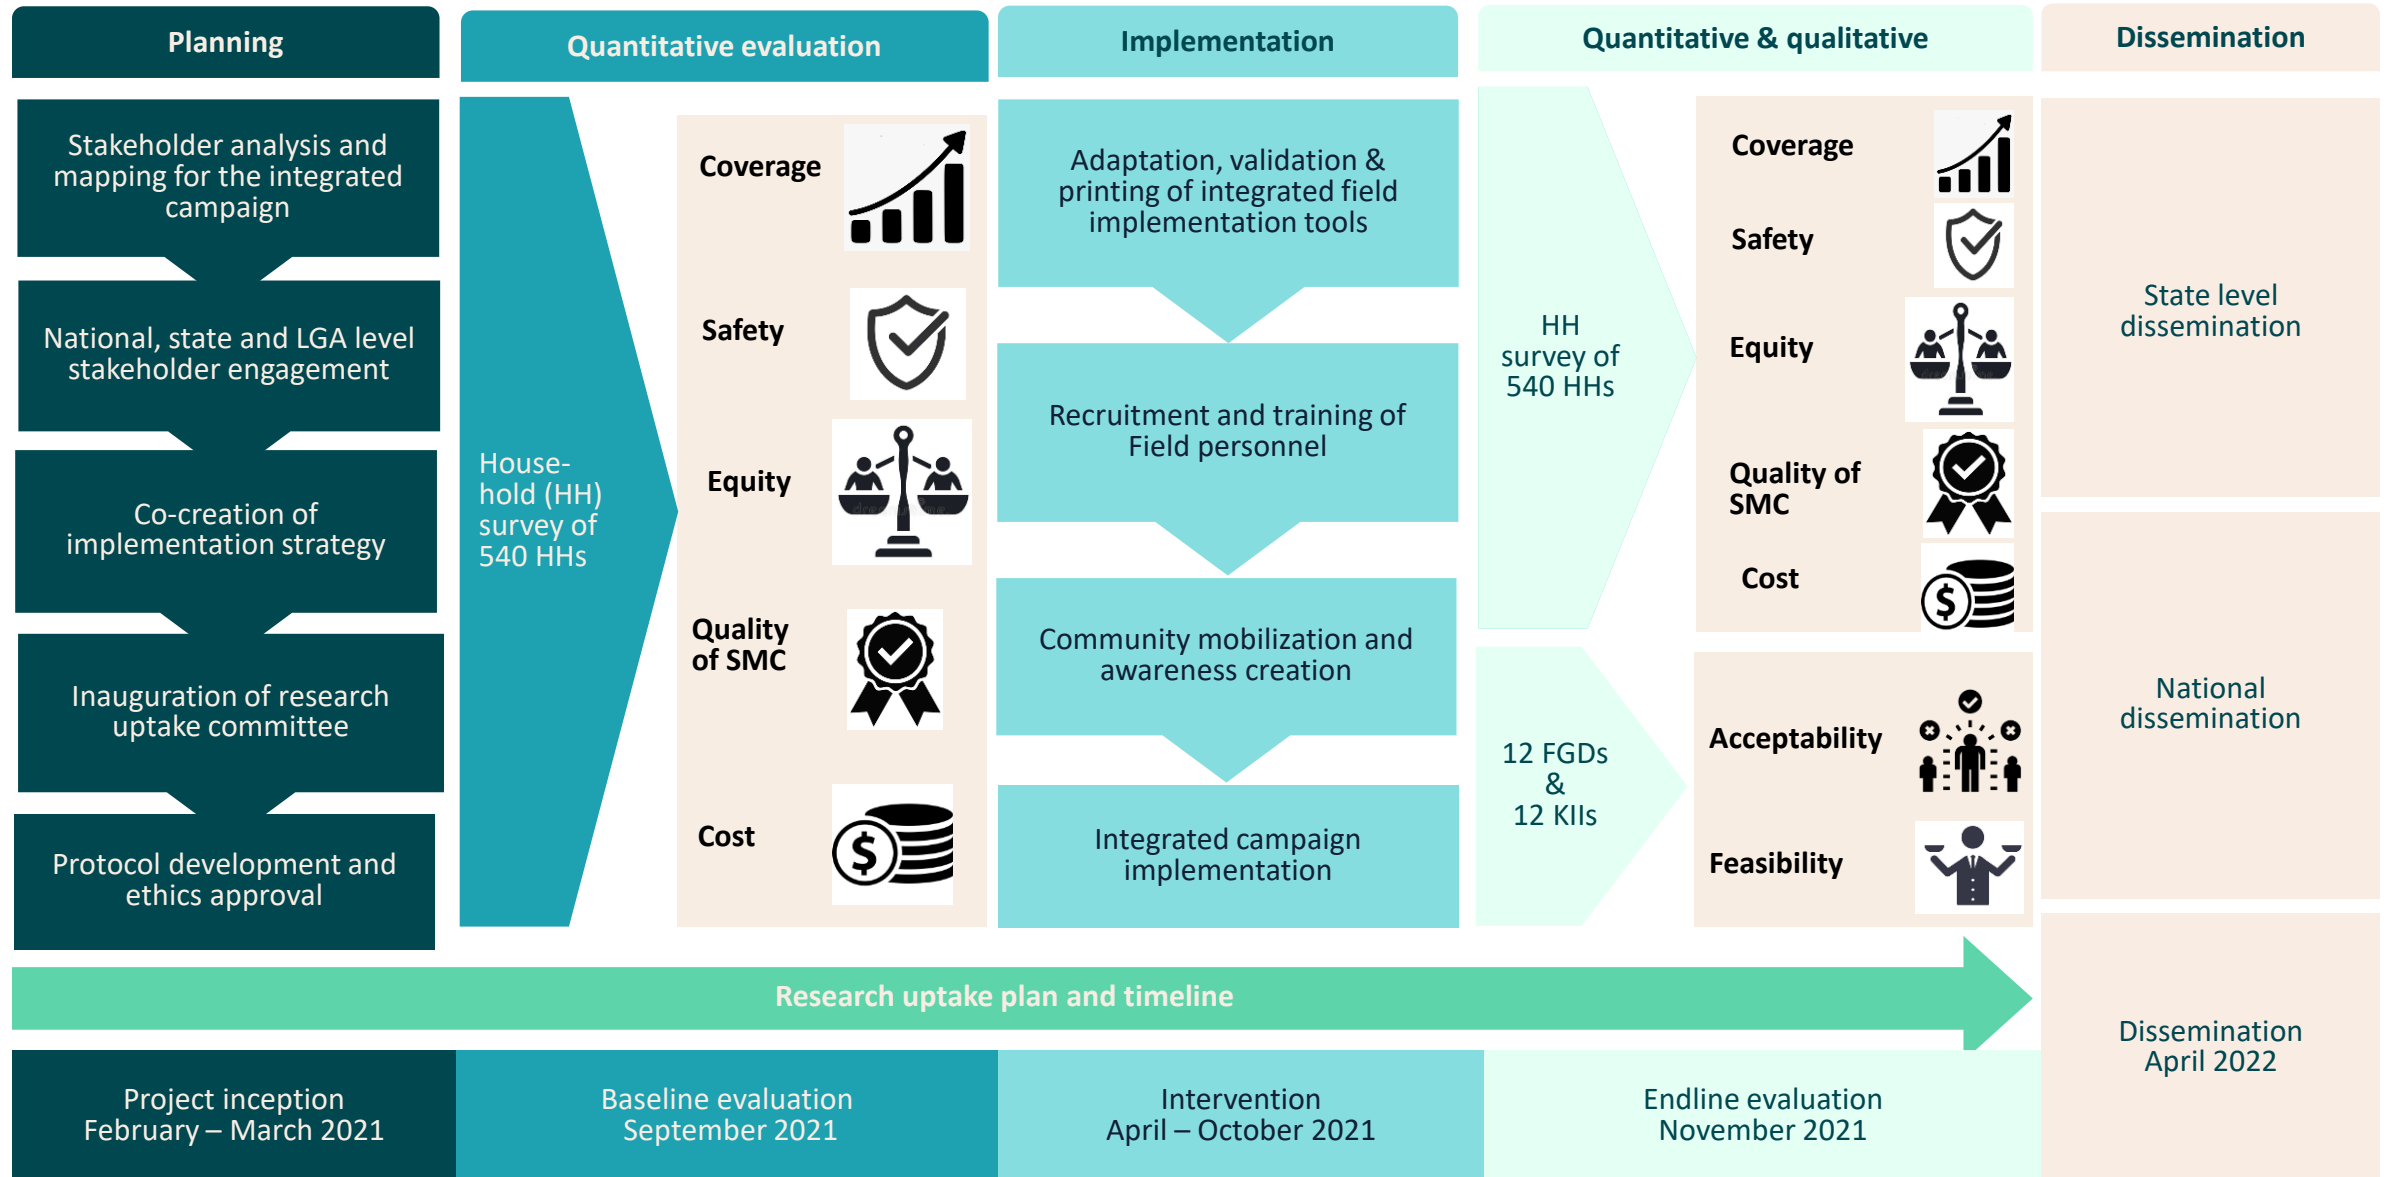 Planning
Stakeholder analysis and
mapping for the integrated
campaign
National, state and LGA level
stakeholder engagement
Co-creation of
implementation strategy
Inauguration of research
uptake committee
Protocol development and
ethics approval
Quantitative evaluation
House-
hold (HH)
survey of
540 HHs
Coverage
Safety
Equity
Quality
of SMC
Cost
$
Implementation
Adaptation, validation &
printing of integrated field
implementation tools
Recruitment and training of
Field personnel
Community mobilization and
awareness creation
Integrated campaign
implementation
Quantitative & qualitative
HH
survey of
540 HHs
Coverage
Safety
Equity
Quality of
SMC
Cost
$
12 FGDs
&
12 KIIs
Acceptability
Feasibility
Dissemination
State level
dissemination
National
dissemination
Dissemination
April 2022
Research uptake plan and timeline
Project inception
February – March 2021
Baseline evaluation
September 2021
Intervention
April – October 2021
Endline evaluation
November 2021